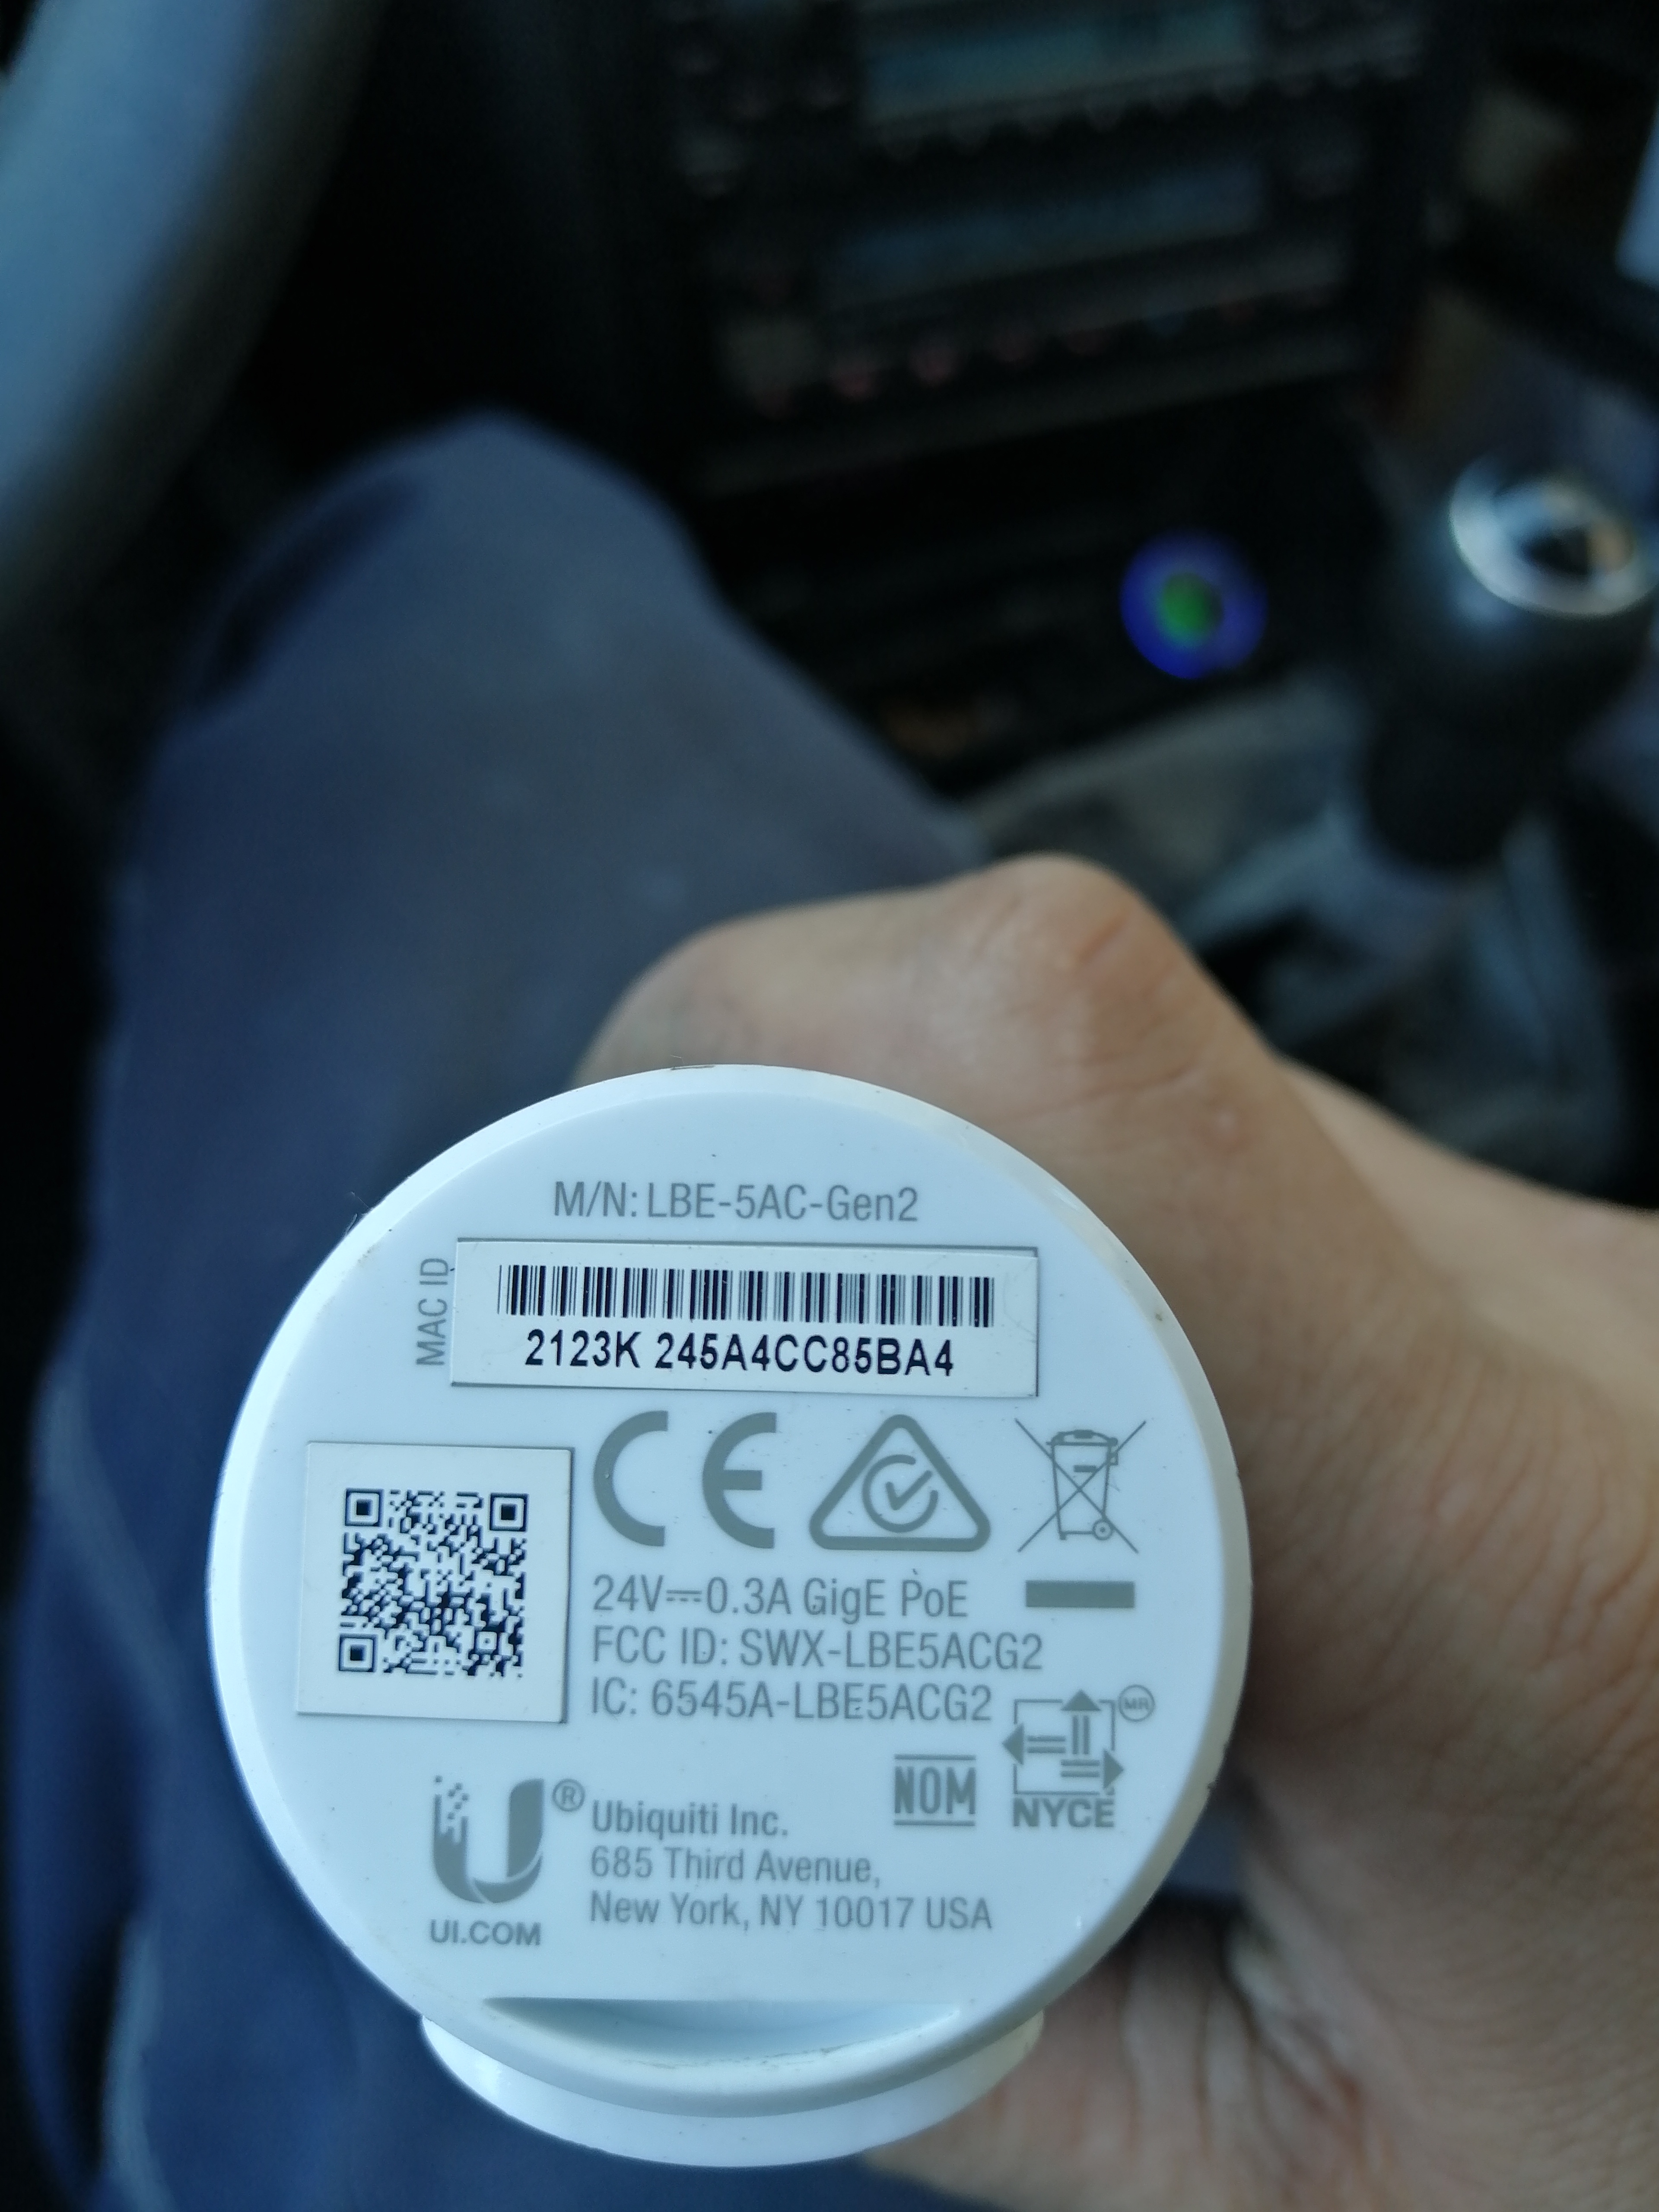 M/N: LBE-5AC-Gen2
MAC ID
2123K 245A4CC85BA4
24V⎓0.3A GigE PoE
FCC ID: SWX-LBE5ACG2
IC: 6545A-LBE5ACG2
MR
NOM
NYCE
® Ubiquiti Inc.
685 Third Avenue,
New York, NY 10017 USA
UI.COM